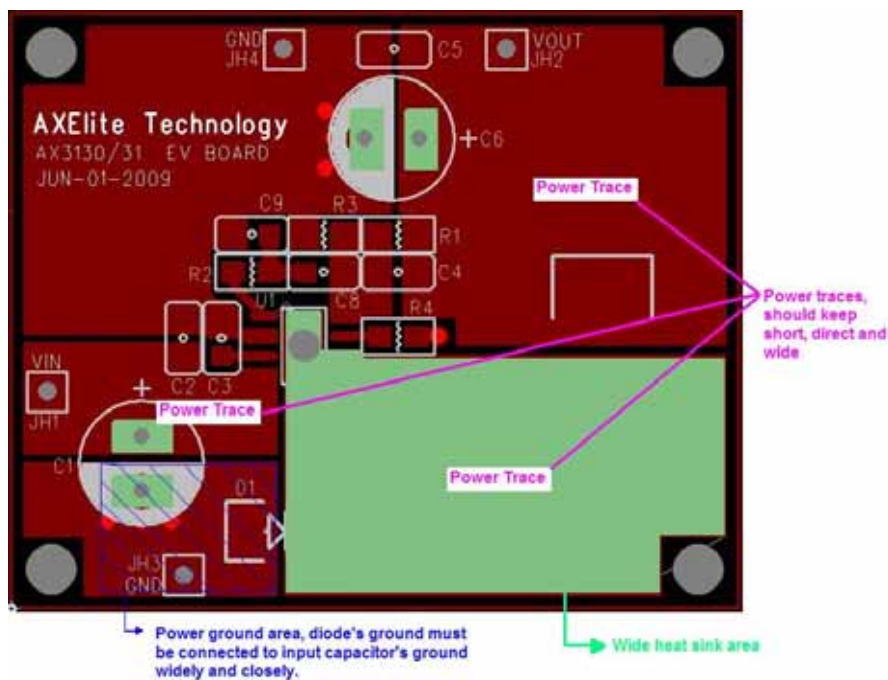 GND
JH4
C5
VOUT
JH2
AXElite Technology
AX3130/31 EV BOARD
JUN-01-2009
+C6
Power Trace
C9
R3
R1
R2
C4
U1
C8
R4
Power traces,
should keep
short, direct and
wide
VIN
JH1
C2 C3
+
Power Trace
C1
Power Trace
D1
JH3
GND
Power ground area, diode's ground must
be connected to input capacitor's ground
widely and closely.
Wide heat sink area